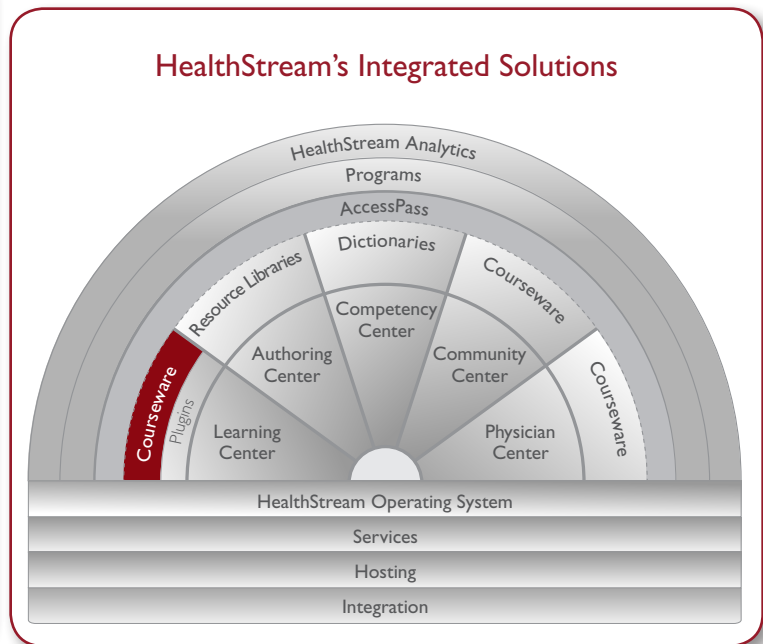 HealthStream's Integrated Solutions
HealthStream Analytics
Programs
AccessPass
Courseware
Resource Libraries
Dictionaries
Courseware
Courseware
Plugins
Learning
Center
Authoring
Center
Competency
Center
Community
Center
Physician
Center
HealthStream Operating System
Services
Hosting
Integration